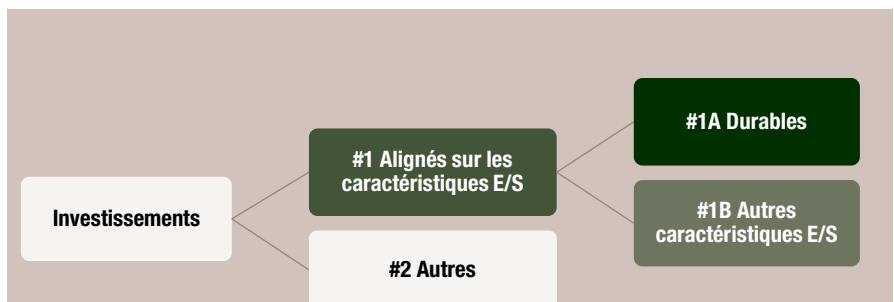 Investissements
#1 Alignés sur les
caractéristiques E/S
#2 Autres
#1A Durables
#1B Autres
caractéristiques E/S